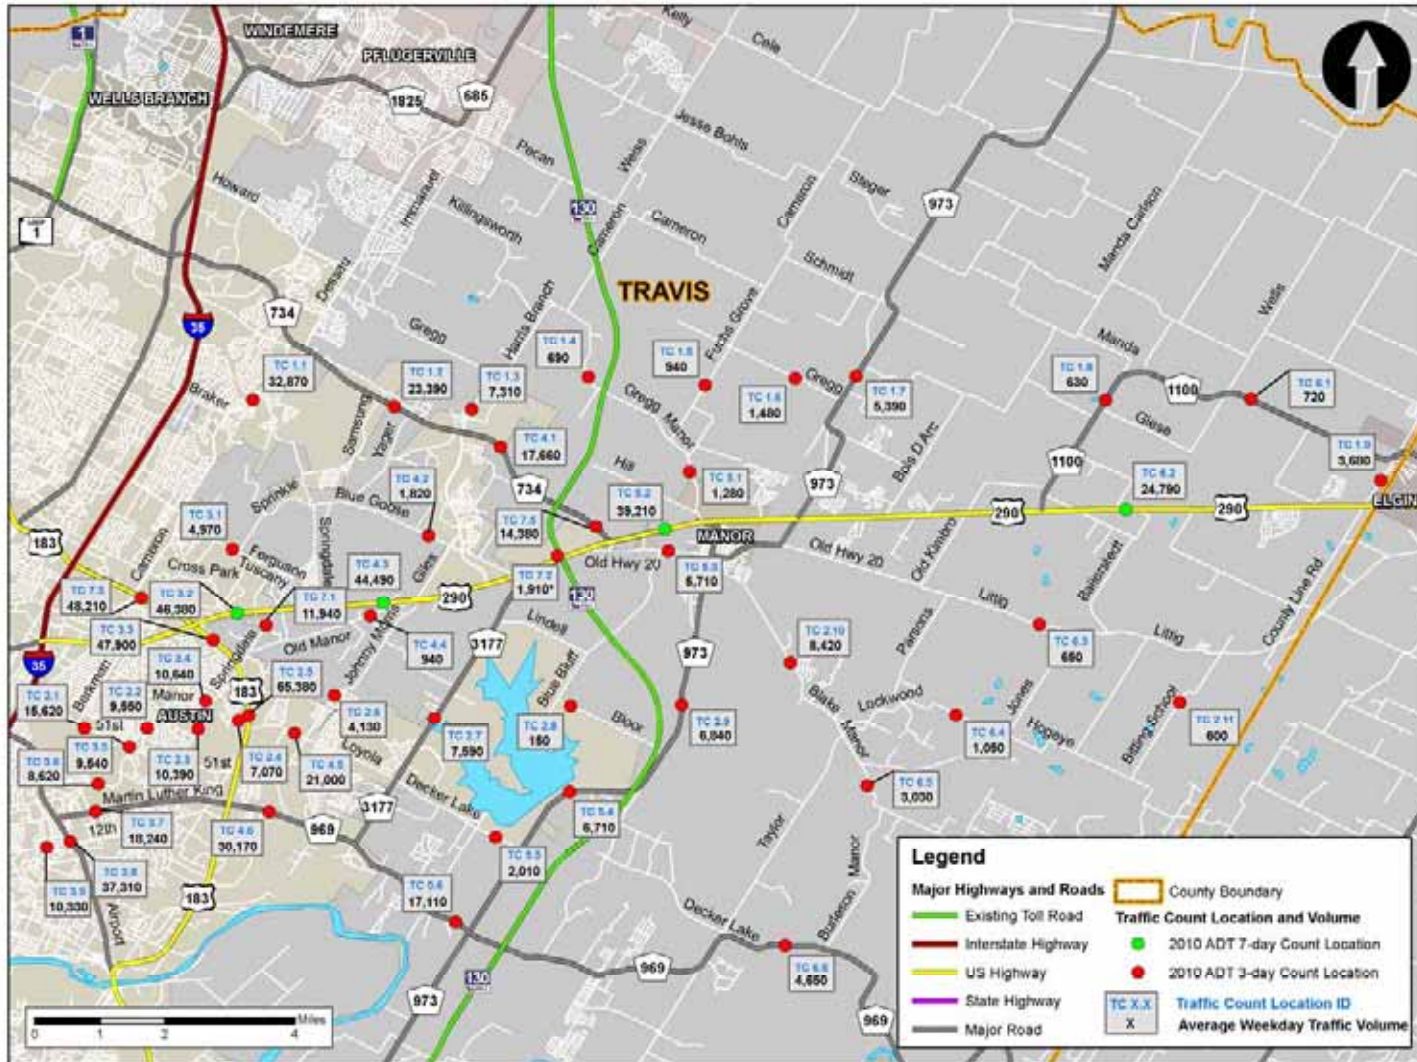 1
WINDEMERE
PFLUGERVILLE
WELLS BRANCH
1825
685
Kelly
Cele
Jesse Bohls
Pecan
Weiss
Cameron
Steger
Howard
Immanuel
Killingsworth
130
973
Manda Carlson
LOOP
1
Cameron
Cameron
Schmidt
Dessau
TRAVIS
35
734
Gregg
Harris Branch
Fuchs Grove
Wells
Manda
TC 1.1
32,870
TC 1.2
23,390
TC 1.3
7,310
TC 1.4
690
TC 1.5
940
TC 1.6
1,480
Gregg
TC 1.7
5,390
TC 1.8
630
1100
TC 6.1
720
Braker
Samsung
Yager
Gregg Manor
Giese
TC 4.1
17,660
Bois D Arc
1100
TC 1.9
3,680
ELGIN
Sprinkle
Blue Goose
TC 4.2
1,820
734
Hill
TC 5.1
1,280
973
TC 5.2
39,210
TC 6.2
24,790
290
290
183
TC 3.1
4,970
Cameron
Ferguson
Tuscany
Springdale
Cross Park
Giles
MANOR
Old Hwy 20
Old Hwy 20
Old Kimbro
Ballerstedt
County Line Rd
TC 7.3
48,210
TC 3.2
46,380
TC 7.1
11,940
TC 4.3
44,490
290
TC 7.2
1,910*
130
TC 5.3
5,710
TC 3.3
47,900
Springdale
Old Manor
Johnny Morris
TC 4.4
940
3177
Lindell
973
TC 2.10
8,420
Parsons
Littig
Littig
TC 6.3
650
35
Berkman
TC 3.4
10,640
183
65,380
Manor
AUSTIN
TC 2.1
15,620
TC 2.2
9,550
51st
51st
TC 2.3
10,390
TC 2.4
7,070
TC 4.5
21,000
TC 2.6
4,130
Loyola
TC 2.7
7,590
TC 2.8
150
Blue Bluff
Bloor
TC 2.9
6,840
Blake Manor
Lockwood
TC 6.4
1,050
Jones
Hogeye
Bitting School
TC 2.11
600
9,540
8,620
Martin Luther King
12th
TC 3.7
18,240
TC 4.6
30,170
969
3177
Decker Lake
TC 5.4
6,710
TC 6.5
3,030
TC 3.8
37,310
TC 3.9
10,330
Airport
183
TC 5.5
2,010
TC 5.6
17,110
Taylor
Burleson Manor
Decker Lake
TC 6.6
4,650
130
973
969
969
Miles
0 1 2 4
Legend
Major Highways and Roads
Existing Toll Road
Interstate Highway
US Highway
State Highway
Major Road
County Boundary
Traffic Count Location and Volume
2010 ADT 7-day Count Location
2010 ADT 3-day Count Location
TC X.X
X
Traffic Count Location ID
Average Weekday Traffic Volume